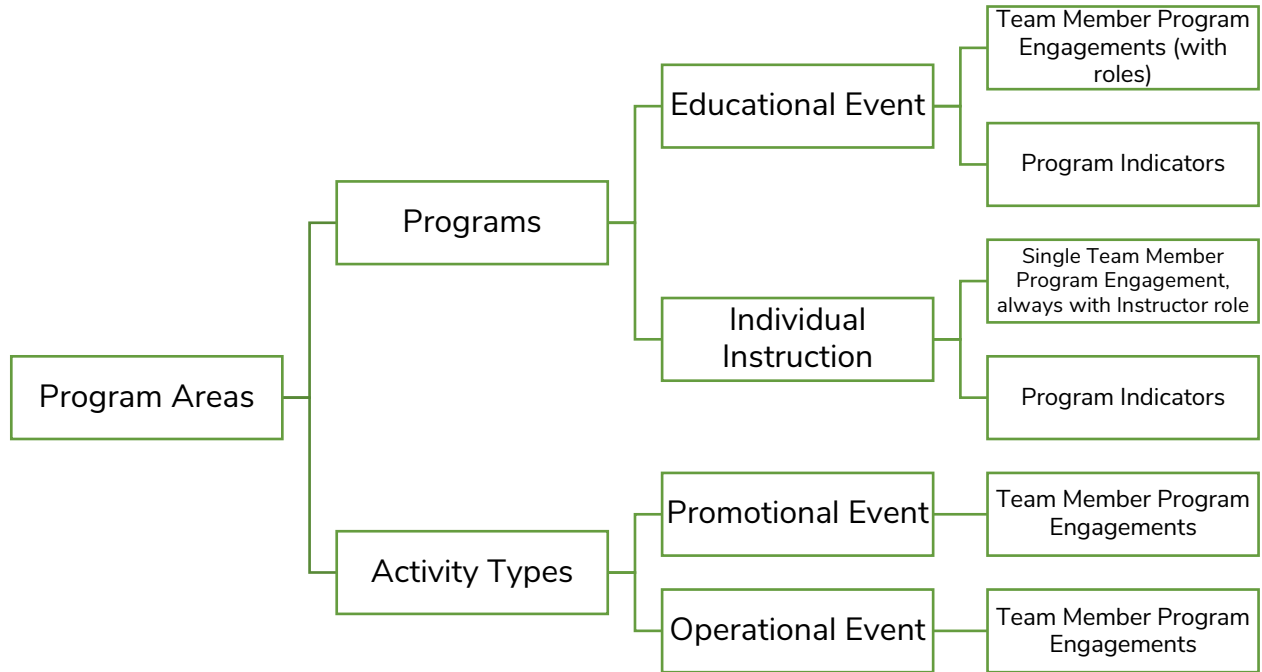 Program Areas
Programs
Educational Event
Team Member Program
Engagements (with
roles)
Program Indicators
Individual
Instruction
Single Team Member
Program Engagement,
always with Instructor role
Program Indicators
Activity Types
Promotional Event
Team Member Program
Engagements
Operational Event
Team Member Program
Engagements